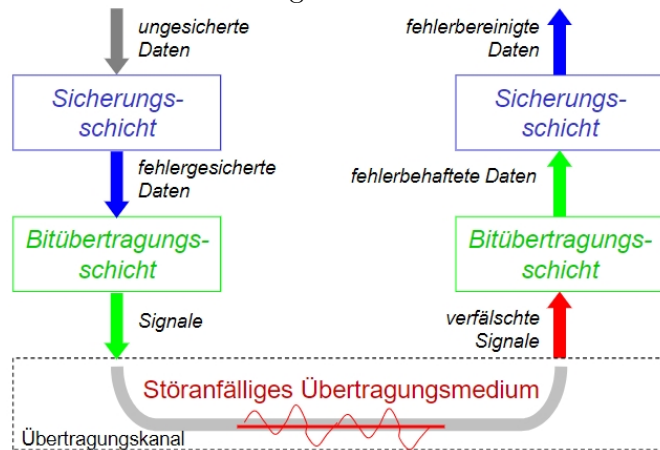 ungesicherte
Daten
fehlerbereinigte
Daten
Sicherungs-
schicht
Sicherungs-
schicht
fehlergesicherte
Daten
fehlerbehaftete Daten
Bitübertragungs-
schicht
Bitübertragungs-
schicht
Signale
verfälschte
Signale
Störanfälliges Übertragungsmedium
Übertragungskanal